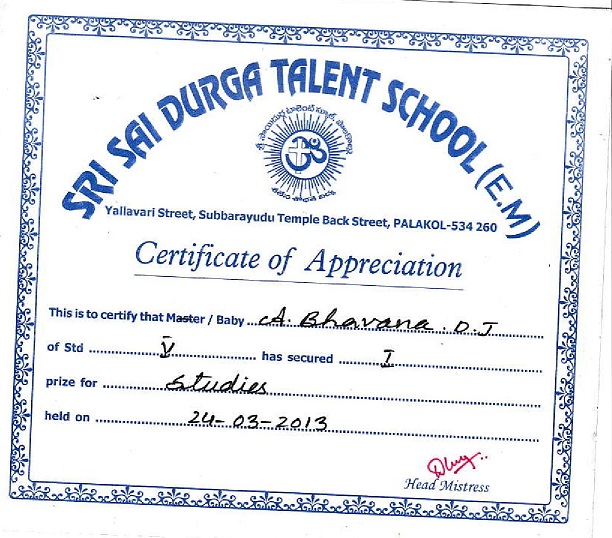 SRI SAI DURGA TALENT SCHOOL (E.M)
Yallavari Street, Subbarayudu Temple Back Street, PALAKOL-534 260
Certificate of Appreciation
This is to certify that Master / Baby A. Bhavana. D.J
of Std V has secured I
prize for Studies
held on 24-03-2013
Head Mistress